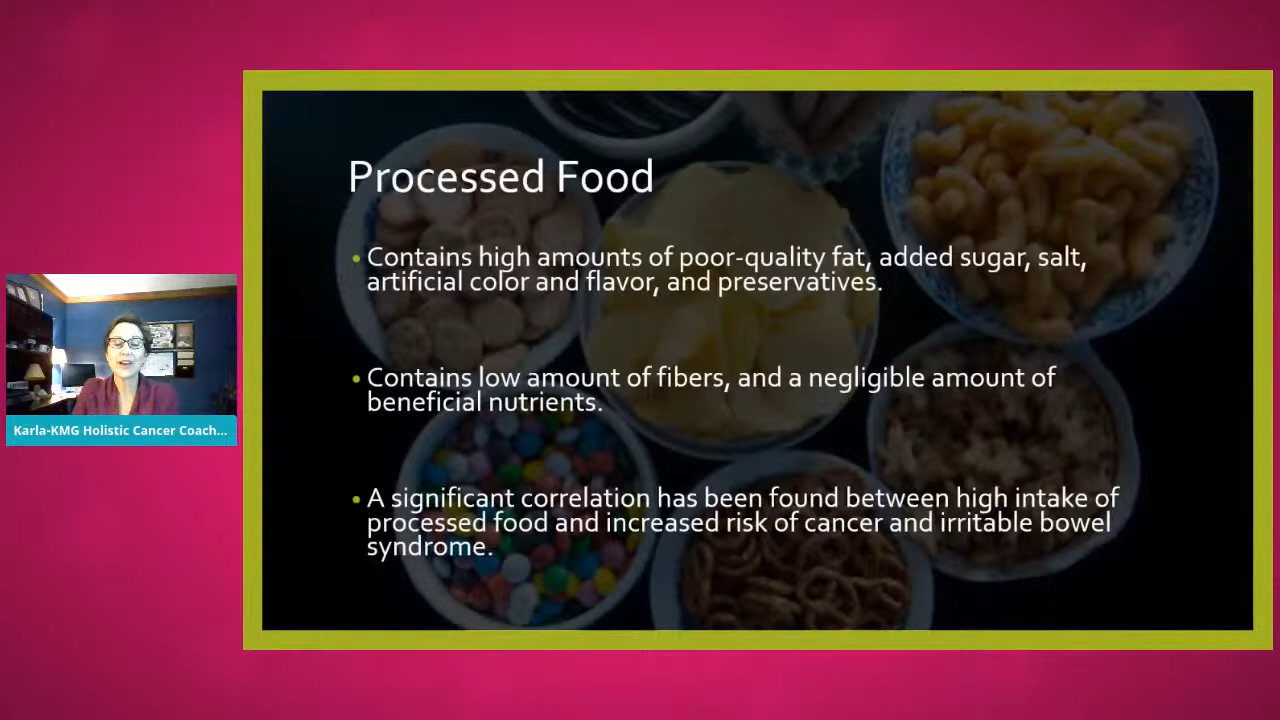 Processed Food
• Contains high amounts of poor-quality fat, added sugar, salt,
artificial color and flavor, and preservatives.
• Contains low amount of fibers, and a negligible amount of
beneficial nutrients.
• A significant correlation has been found between high intake of
processed food and increased risk of cancer and irritable bowel
syndrome.
Karla-KMG Holistic Cancer Coach...